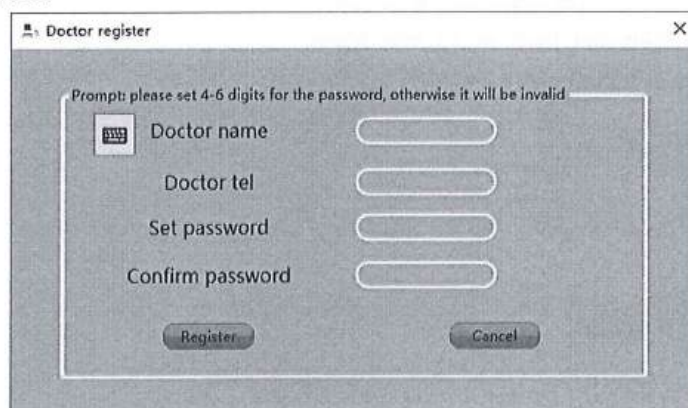 Doctor register
Prompt: please set 4-6 digits for the password, otherwise it will be invalid
Doctor name
Doctor tel
Set password
Confirm password
Register Cancel